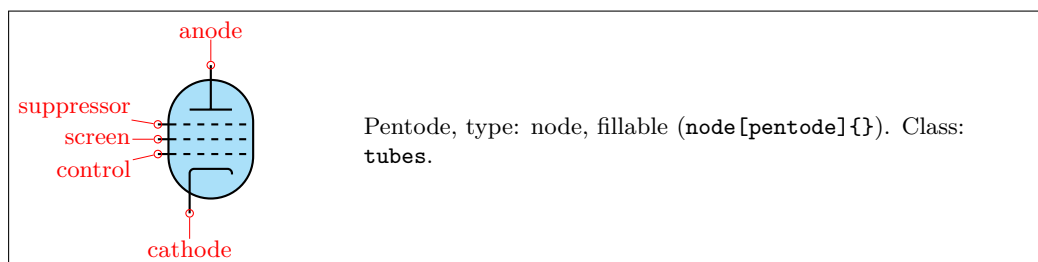 anode
suppressor
screen
control
cathode
Pentode, type: node, fillable (node[pentode]{}). Class:
tubes.